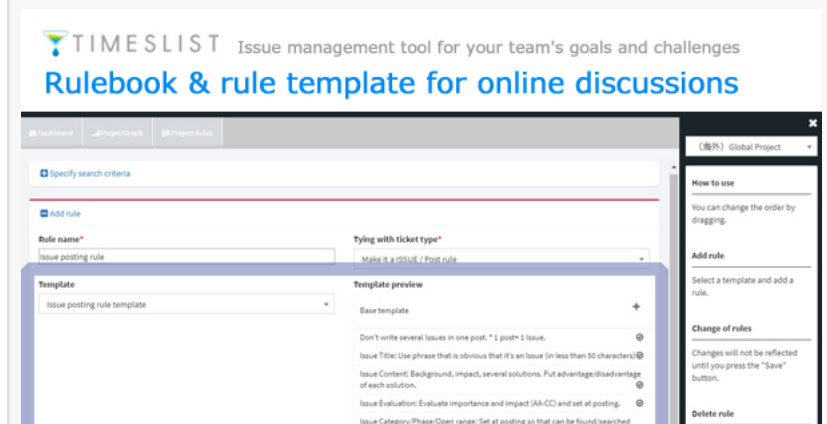 TIMESLIST Issue management tool for your team's goals and challenges
Rulebook & rule template for online discussions
Dashboard ProjectGraph Project Rules
(海外) Global Project
Specify search criteria
Add rule
Rule name*
Tying with ticket type*
Issue posting rule
Make it a ISSUE / Post rule
Template
Template preview
Issue posting rule template
Base template
Don't write several Issues in one post. * 1 post= 1 Issue.
Issue Title: Use phrase that is obvious that it's an Issue (in less than 50 characters)
Issue Content: Background, impact, several solutions. Put advantage/disadvantage
of each solution.
Issue Evaluation: Evaluate importance and impact (AA-CC) and set at posting.
Issue Category/Phase/Open range: Set at posting so that can be found/searched
How to use
You can change the order by
dragging.
Add rule
Select a template and add a
rule.
Change of rules
Changes will not be reflected
until you press the "Save"
button.
Delete rule